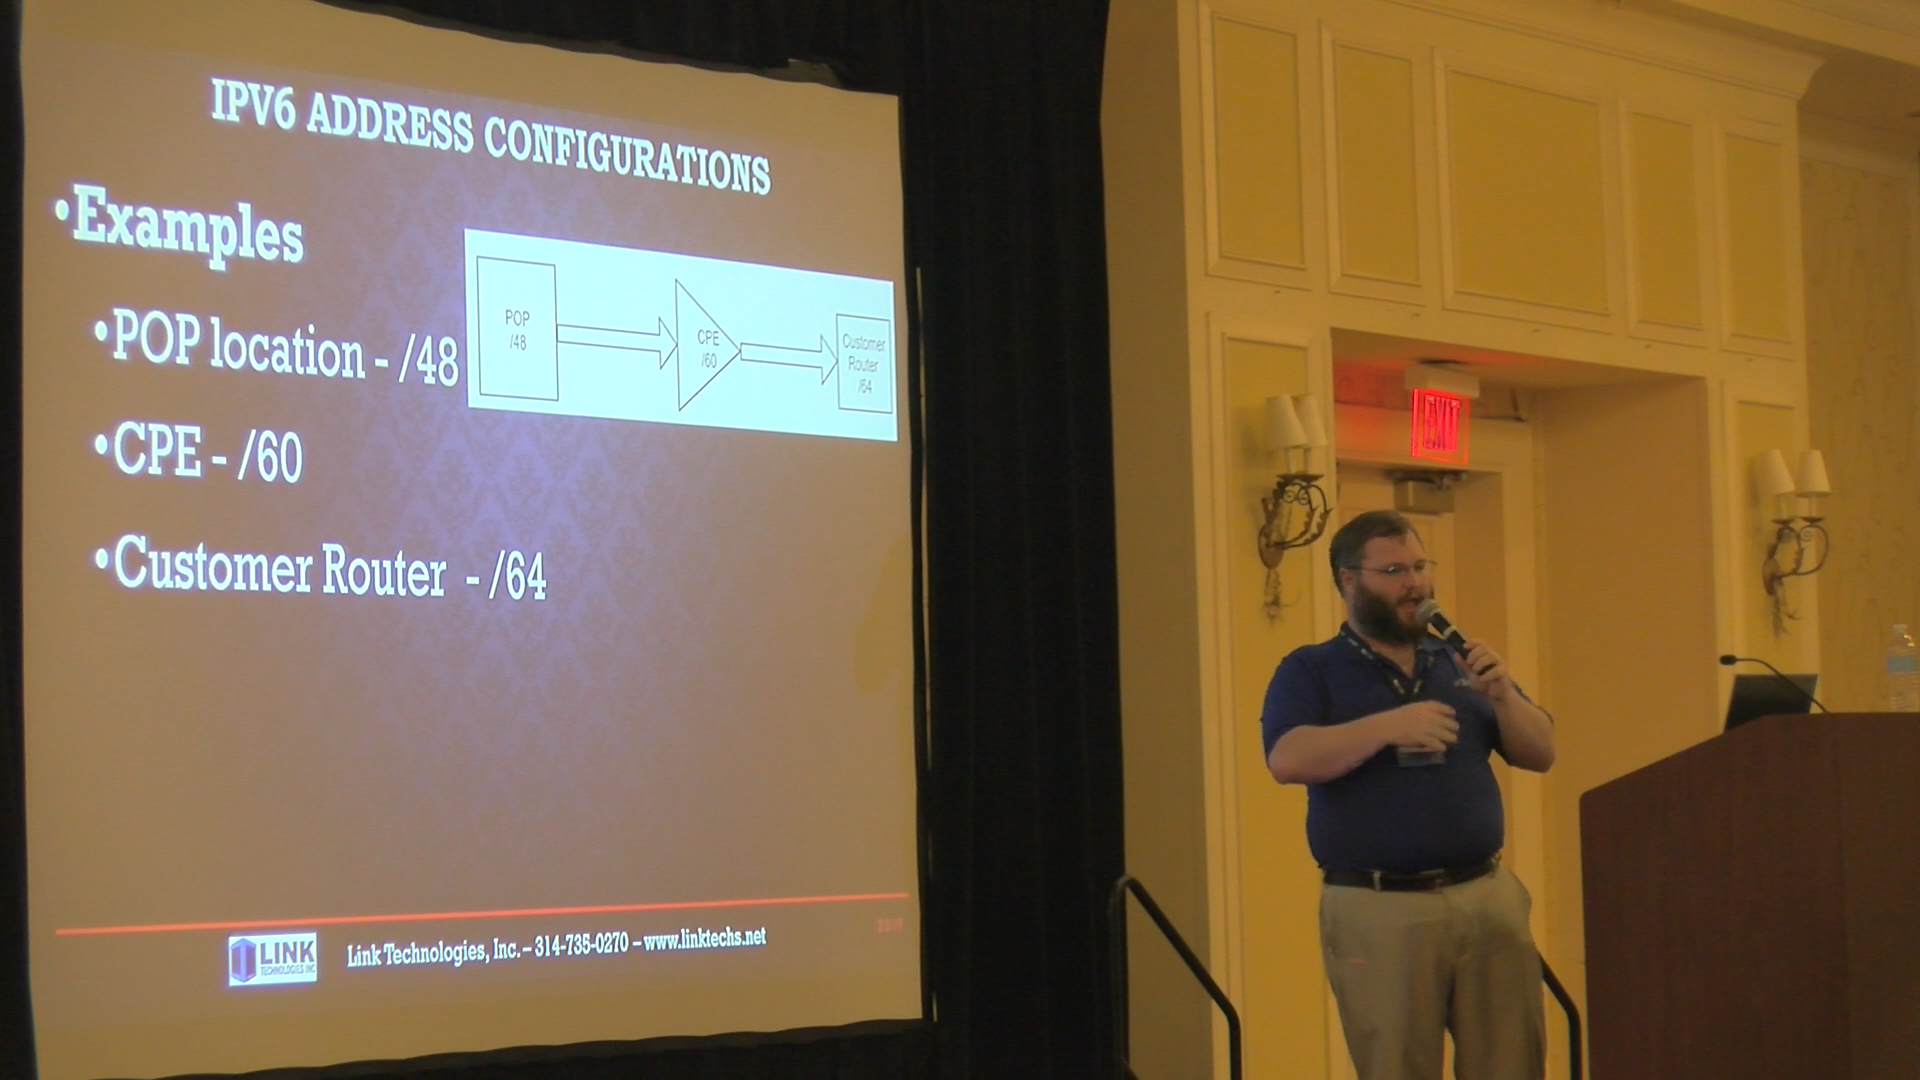 IPV6 ADDRESS CONFIGURATIONS
•Examples
•POP location - /48
•CPE - /60
•Customer Router - /64
POP
/48
CPE
/60
Customer
Router
/64
EXIT
LINK
TECHNOLOGIES INC
Link Technologies, Inc. – 314-735-0270 – www.linktechs.net